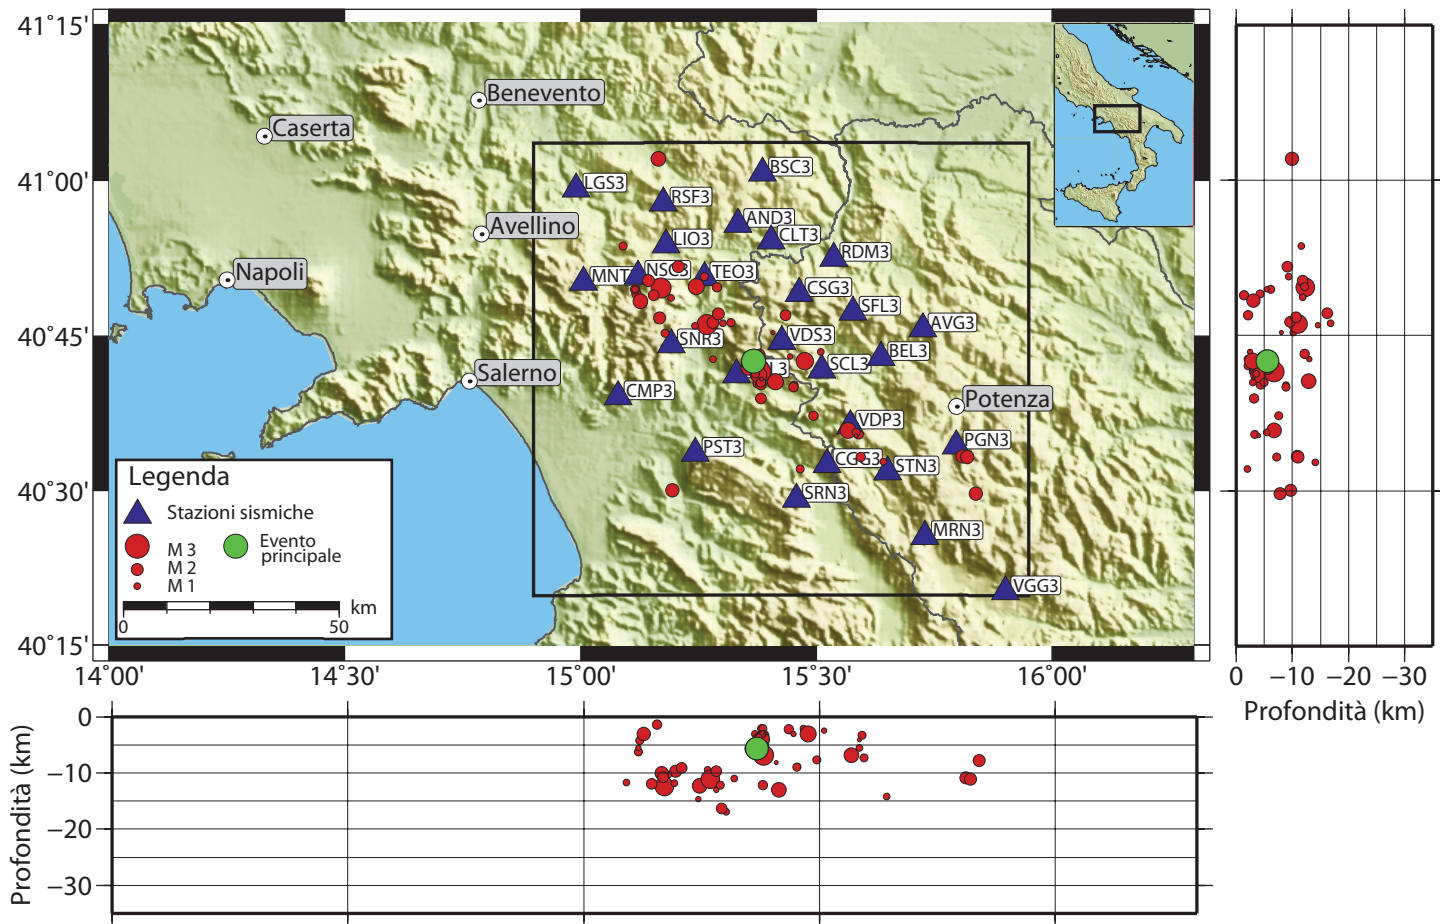 41°15'
41°00'
40°45'
40°30'
40°15'
14°00'
14°30'
15°00'
15°30'
16°00'
Benevento
Caserta
Avellino
Napoli
Salerno
Potenza
BSC3
LGS3
RSF3
AND3
CLT3
LIO3
RDM3
NSC3
TEO3
CSG3
SFL3
AVG3
VDS3
SNR3
BEL3
SCL3
CMP3
VDP3
PGN3
PST3
CGG3
STN3
SRN3
MRN3
VGG3
Legenda
Stazioni sismiche
M 3
M 2
M 1
Evento
principale
km
0 50
0 −10 −20 −30
Profondità (km)
Profondità (km)
0
−10
−20
−30